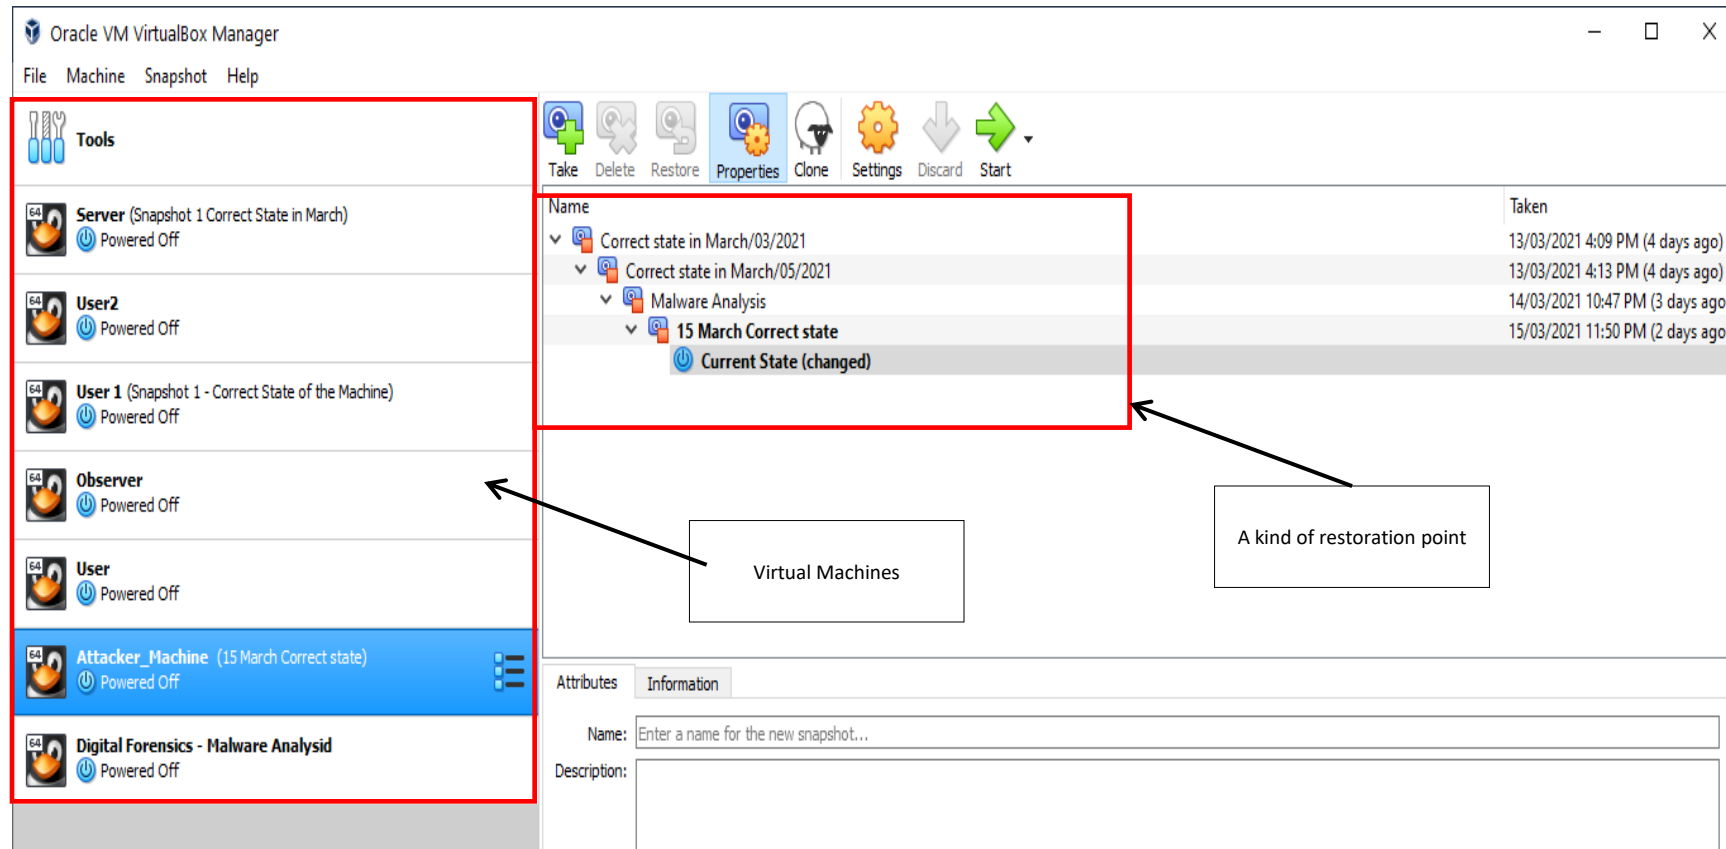 Oracle VM VirtualBox Manager
File Machine Snapshot Help
Tools
Server (Snapshot 1 Correct State in March)
Powered Off
User2
Powered Off
User 1 (Snapshot 1 - Correct State of the Machine)
Powered Off
Observer
Powered Off
User
Powered Off
Attacker_Machine (15 March Correct state)
Powered Off
Digital Forensics - Malware Analysid
Powered Off
Take Delete Restore Properties Clone Settings Discard Start
Name Taken
Correct state in March/03/2021 13/03/2021 4:09 PM (4 days ago)
Correct state in March/05/2021 13/03/2021 4:13 PM (4 days ago)
Malware Analysis 14/03/2021 10:47 PM (3 days ago
15 March Correct state 15/03/2021 11:50 PM (2 days ago
Current State (changed)
A kind of restoration point
Virtual Machines
Attributes Information
Name: Enter a name for the new snapshot...
Description:
64
64
64
64
64
64
64